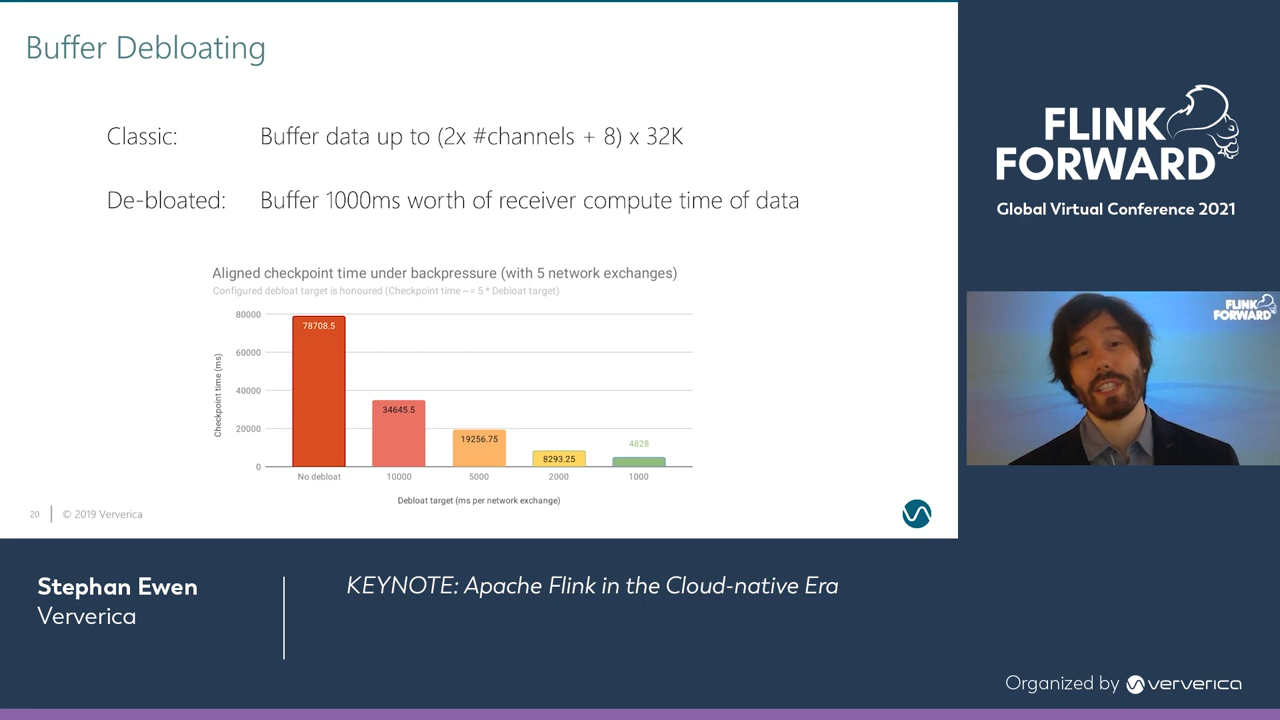 Buffer Debloating
Classic: Buffer data up to (2x #channels + 8) x 32K
De-bloated: Buffer 1000ms worth of receiver compute time of data
Aligned checkpoint time under backpressure (with 5 network exchanges)
Configured debloat target is honoured (Checkpoint time ~= 5 * Debloat target)
Checkpoint time (ms)
80000
60000
40000
20000
0
78708.5
34645.5
19256.75
8293.25
4828
No debloat 10000 5000 2000 1000
Debloat target (ms per network exchange)
20 © 2019 Ververica
FLINK
FORWARD
Global Virtual Conference 2021
FLINK
FORWARD
Stephan Ewen
Ververica
KEYNOTE: Apache Flink in the Cloud-native Era
Organized by ververica